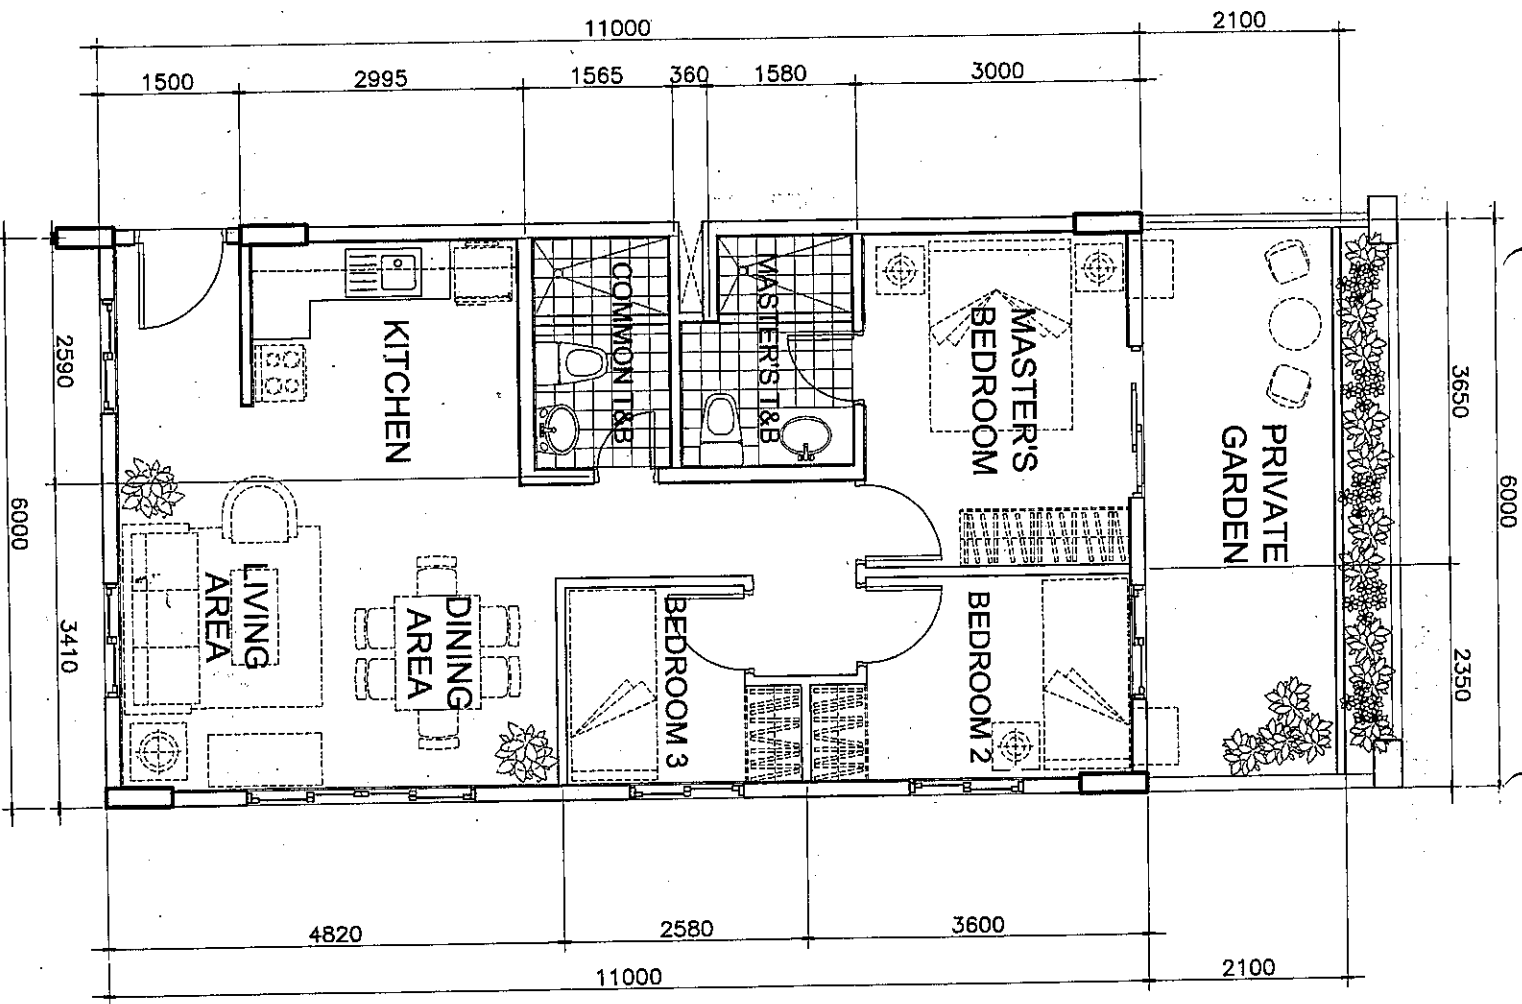 11000
2100
1500
2995
1565
360
1580
3000
KITCHEN
COMMON T&B
MASTER'S T&B
MASTER'S
BEDROOM
PRIVATE
GARDEN
LIVING
AREA
DINING
AREA
BEDROOM 3
BEDROOM 2
2590
6000
3410
3650
6000
2350
4820
2580
3600
11000
2100